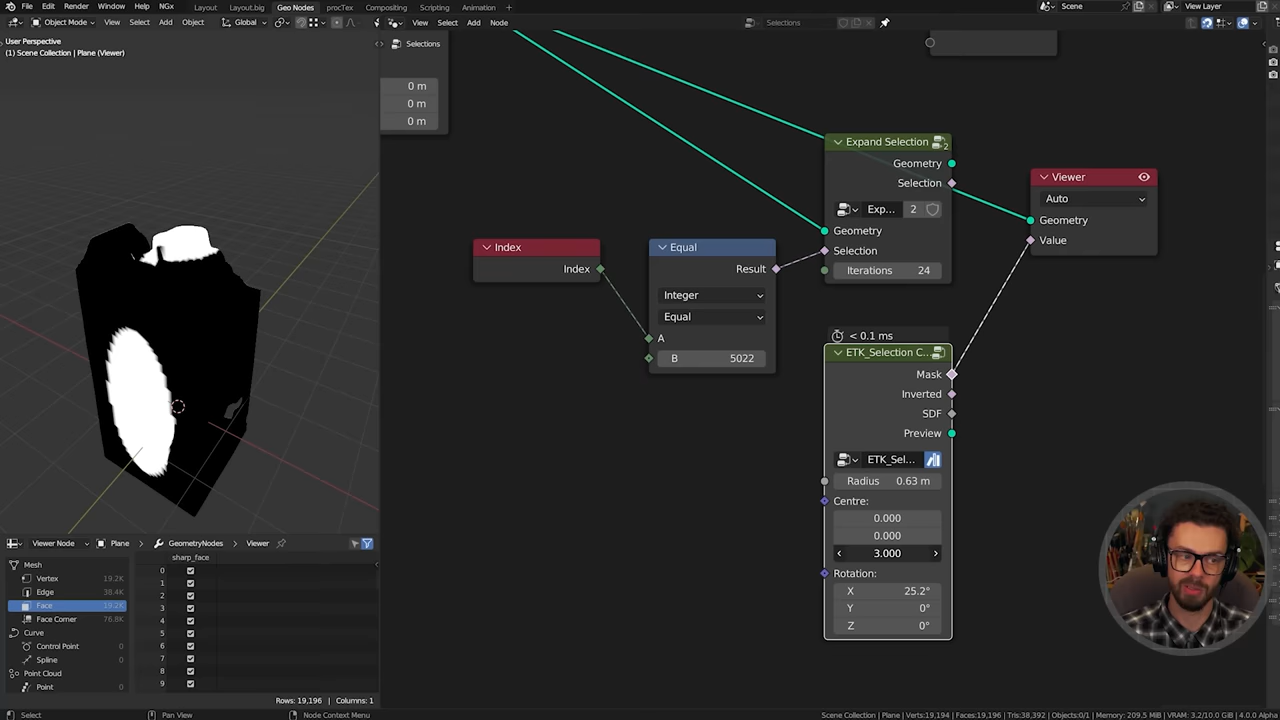 File Edit Render Window Help NGx Layout Layout.big Geo Nodes procTex Compositing Scripting Animation + Scene View Layer
Object Mode Global View Select Add Node Selections
View Select Add Object
User Perspective
(1) Scene Collection | Plane (Viewer)
Selections
0 m
0 m
0 m
Expand Selection 2
Geometry
Selection
Exp... 2
Geometry
Selection
Iterations 24
Viewer
Auto
Geometry
Value
Index
Index
Equal
Result
Integer
Equal
A
B 5022
< 0.1 ms
ETK_Selection C...
Mask
Inverted
SDF
Preview
ETK_Sel...
Radius 0.63 m
Centre:
0.000
0.000
3.000
Rotation:
X 25.2°
Y 0°
Z 0°
Viewer Node Plane GeometryNodes Viewer
Mesh
Vertex 19.2K
Edge 38.4K
Face 19.2K
Face Corner 76.8K
Curve
Control Point 0
Spline 0
Point Cloud
Point 0
sharp_face
0
1
2
3
4
5
6
7
8
9
Rows: 19,196 | Columns: 1
Select Pan View Node Context Menu Scene Collection | Plane | Verts:19,194 | Faces:19,196 | Tris:38,392 | Objects:0/1 | Memory: 209.5 MiB | VRAM: 3.2/10.0 GiB | 4.0.0 Alpha